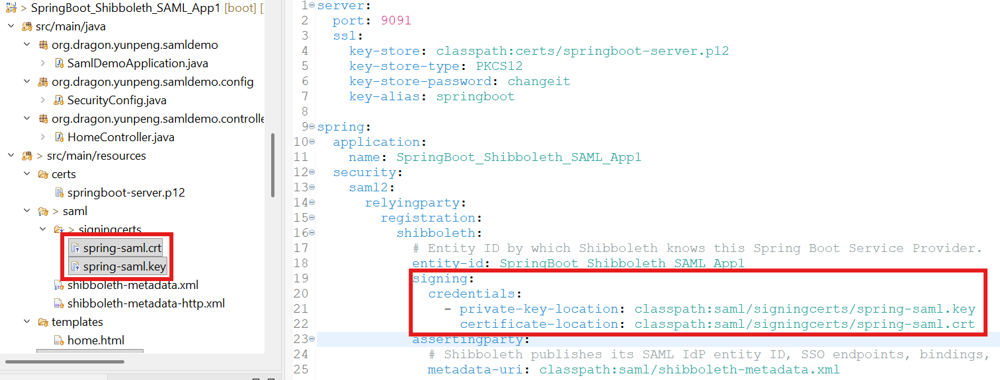 SpringBoot_Shibboleth_SAML_App1 [boot] [
src/main/java
org.dragon.yunpeng.samldemo
SamlDemoApplication.java
org.dragon.yunpeng.samldemo.config
SecurityConfig.java
org.dragon.yunpeng.samldemo.controlle
HomeController.java
> src/main/resources
certs
springboot-server.p12
> saml
> signingcerts
spring-saml.crt
spring-saml.key
shibboleth-metadata.xml
shibboleth-metadata-http.xml
templates
home.html
1 server:
2 port: 9091
3 ssl:
4 key-store: classpath:certs/springboot-server.p12
5 key-store-type: PKCS12
6 key-store-password: changeit
7 key-alias: springboot
8
9 spring:
10 application:
11 name: SpringBoot_Shibboleth_SAML_App1
12 security:
13 saml2:
14 relyingparty:
15 registration:
16 shibboleth:
17 # Entity ID by which Shibboleth knows this Spring Boot Service Provider.
18 entity-id: SpringBoot_Shibboleth_SAML_App1
19 signing:
20 credentials:
21 - private-key-location: classpath:saml/signingcerts/spring-saml.key
22 certificate-location: classpath:saml/signingcerts/spring-saml.crt
23 assertingparty:
24 # Shibboleth publishes its SAML IdP entity ID, SSO endpoints, bindings,
25 metadata-uri: classpath:saml/shibboleth-metadata.xml